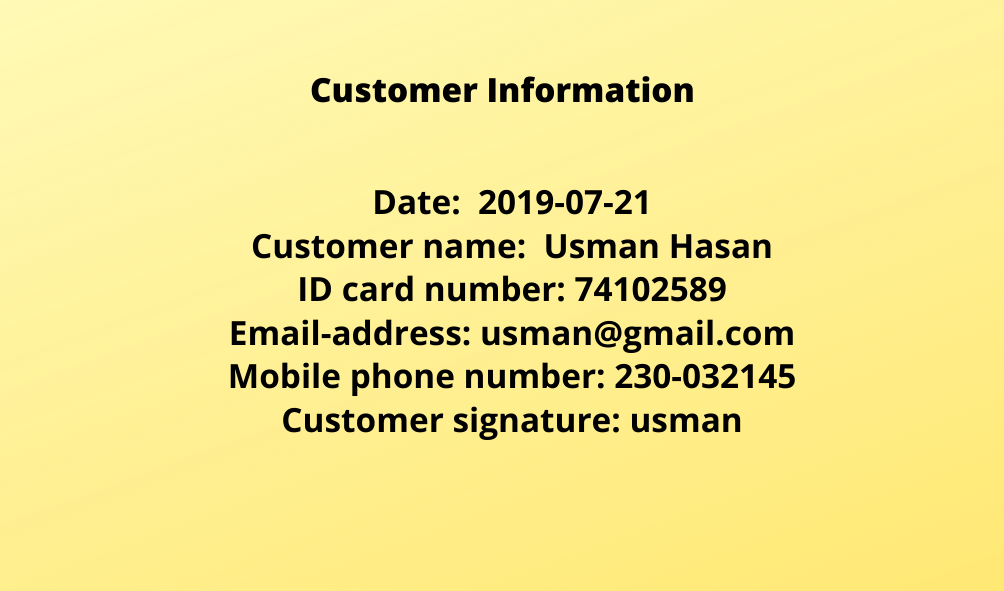 Customer Information
Date:  2019-07-21
Customer name:  Usman Hasan
ID card number: 74102589
Email-address: usman@gmail.com
Mobile phone number: 230-032145
Customer signature: usman